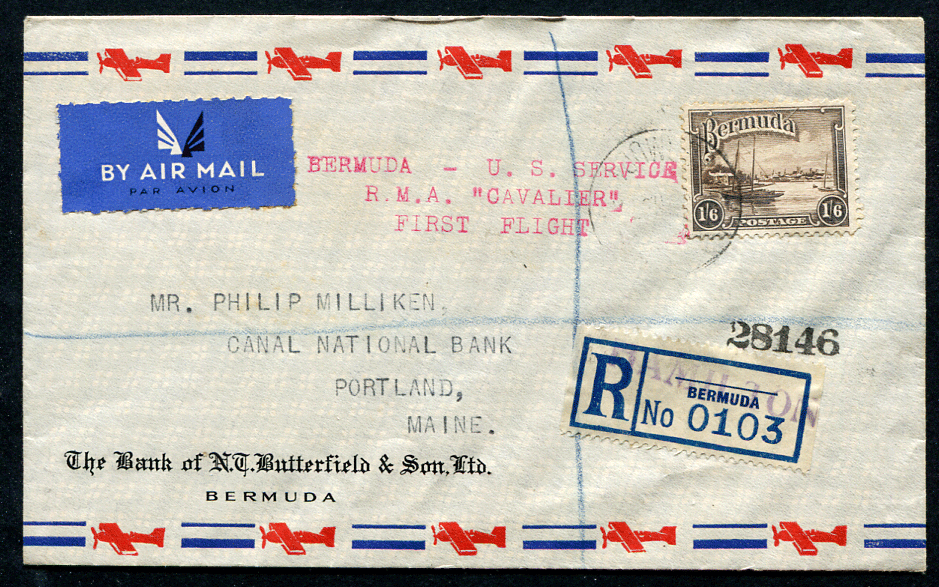 BY AIR MAIL
PAR AVION
BERMUDA - U. S. SERVICE
R.M.A. "CAVALIER"
FIRST FLIGHT
Bermuda
1/6 POSTAGE 1/6
MR. PHILIP MILLIKEN,
CANAL NATIONAL BANK
PORTLAND,
MAINE.
28146
HAMILTON
R
BERMUDA
No 0103
The Bank of N.T. Butterfield & Son, Ltd.
BERMUDA